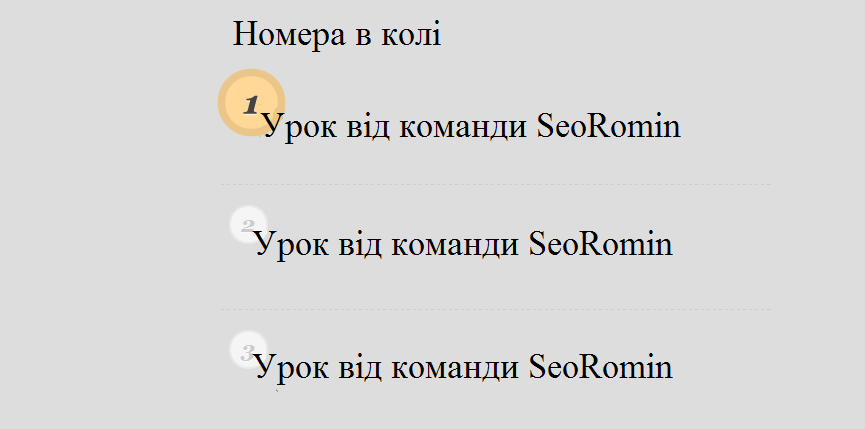 Номера в колі
1 Урок від команди SeoRomin
2 Урок від команди SeoRomin
3 Урок від команди SeoRomin